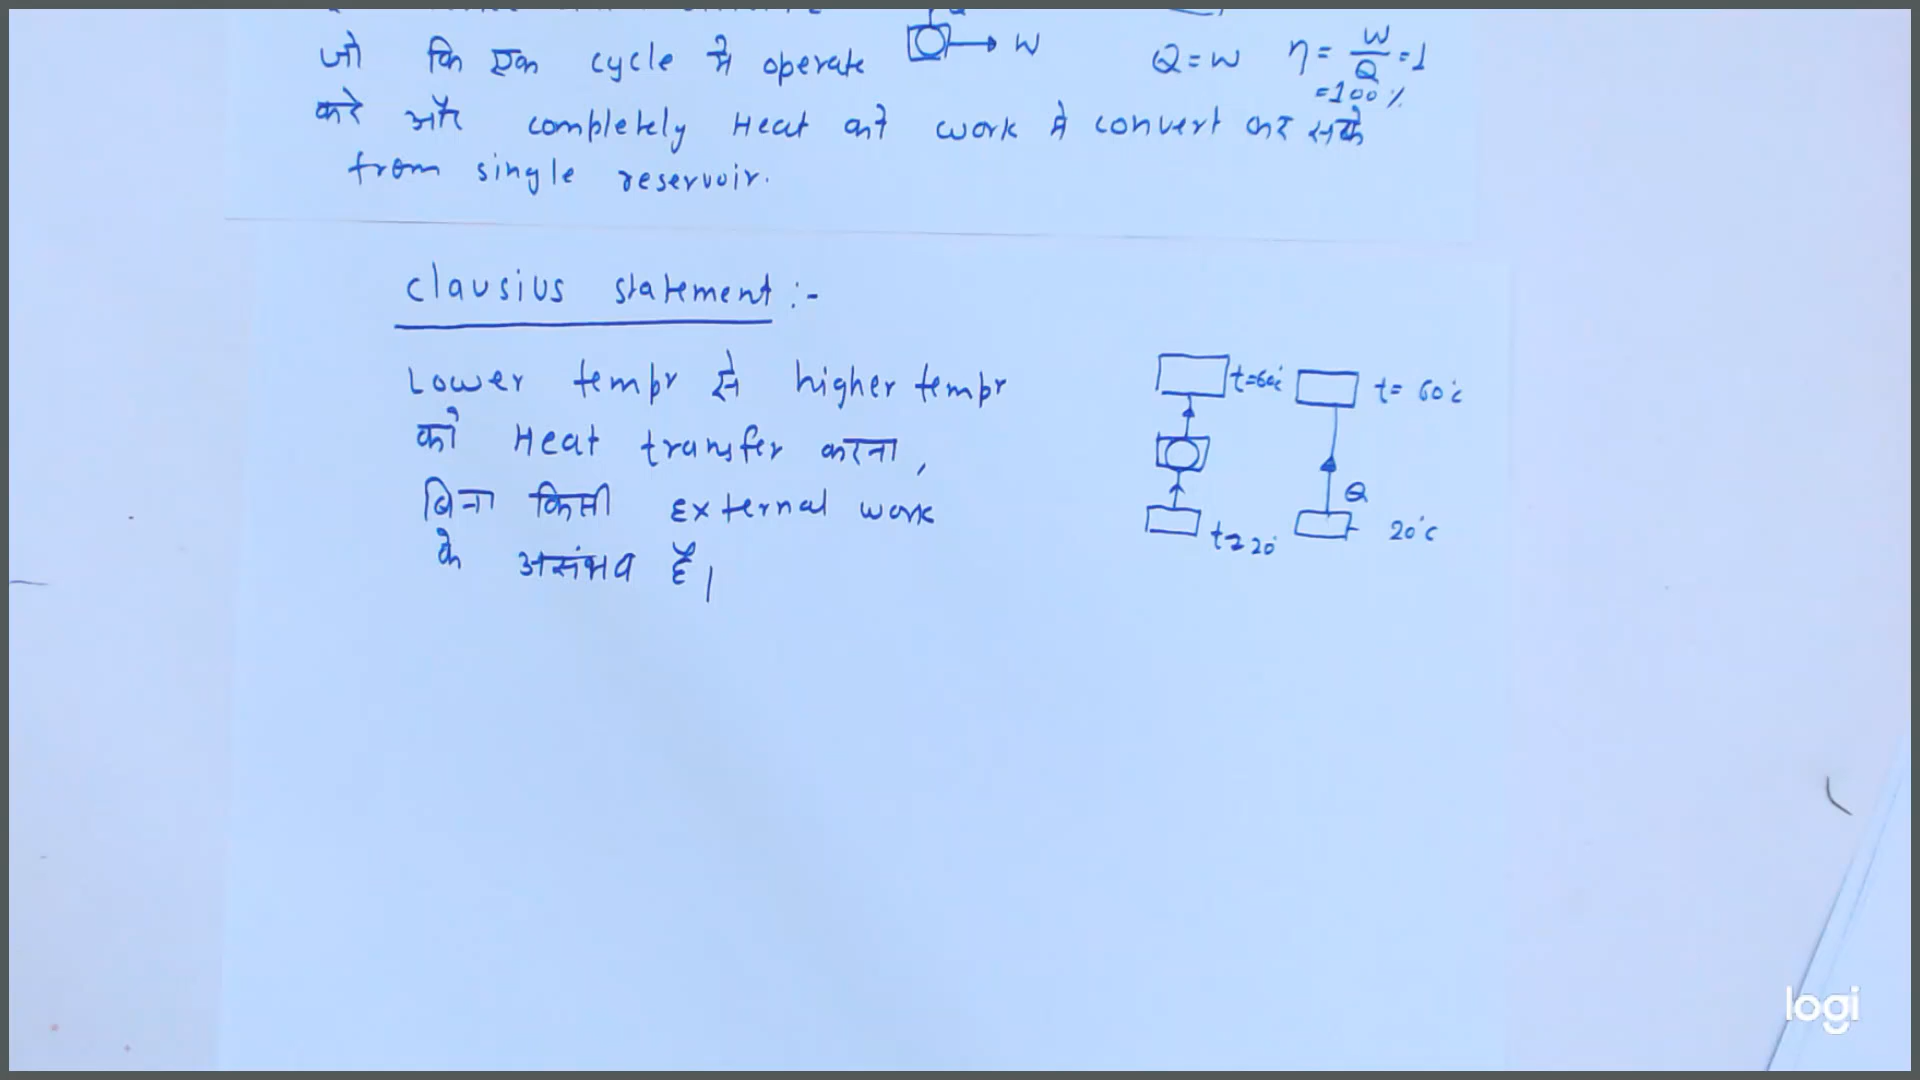 जो कि एक cycle में operate → W Q = W η = W/Q = 1
= 100 %
करे और completely Heat को work में convert कर सके
from single reservoir.
Clausius statement :-
Lower tempr से higher tempr t=60°c t= 60°c
को Heat transfer करना,
बिना किसी external work Q
के असंभव है। t=20° 20°c
logi